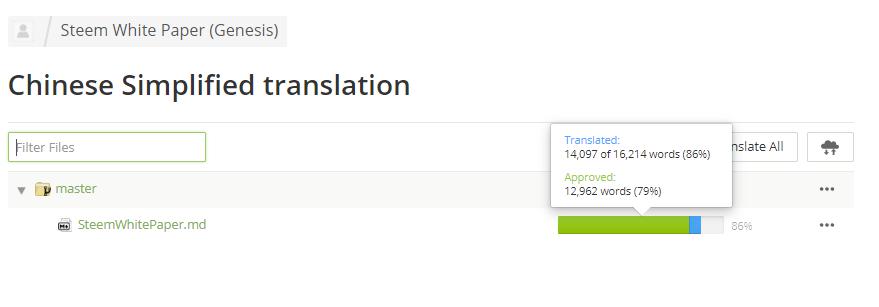 Steem White Paper (Genesis)
Chinese Simplified translation
Filter Files
Translated:
14,097 of 16,214 words (86%)
Approved:
12,962 words (79%)
nslate All
master
SteemWhitePaper.md
86%